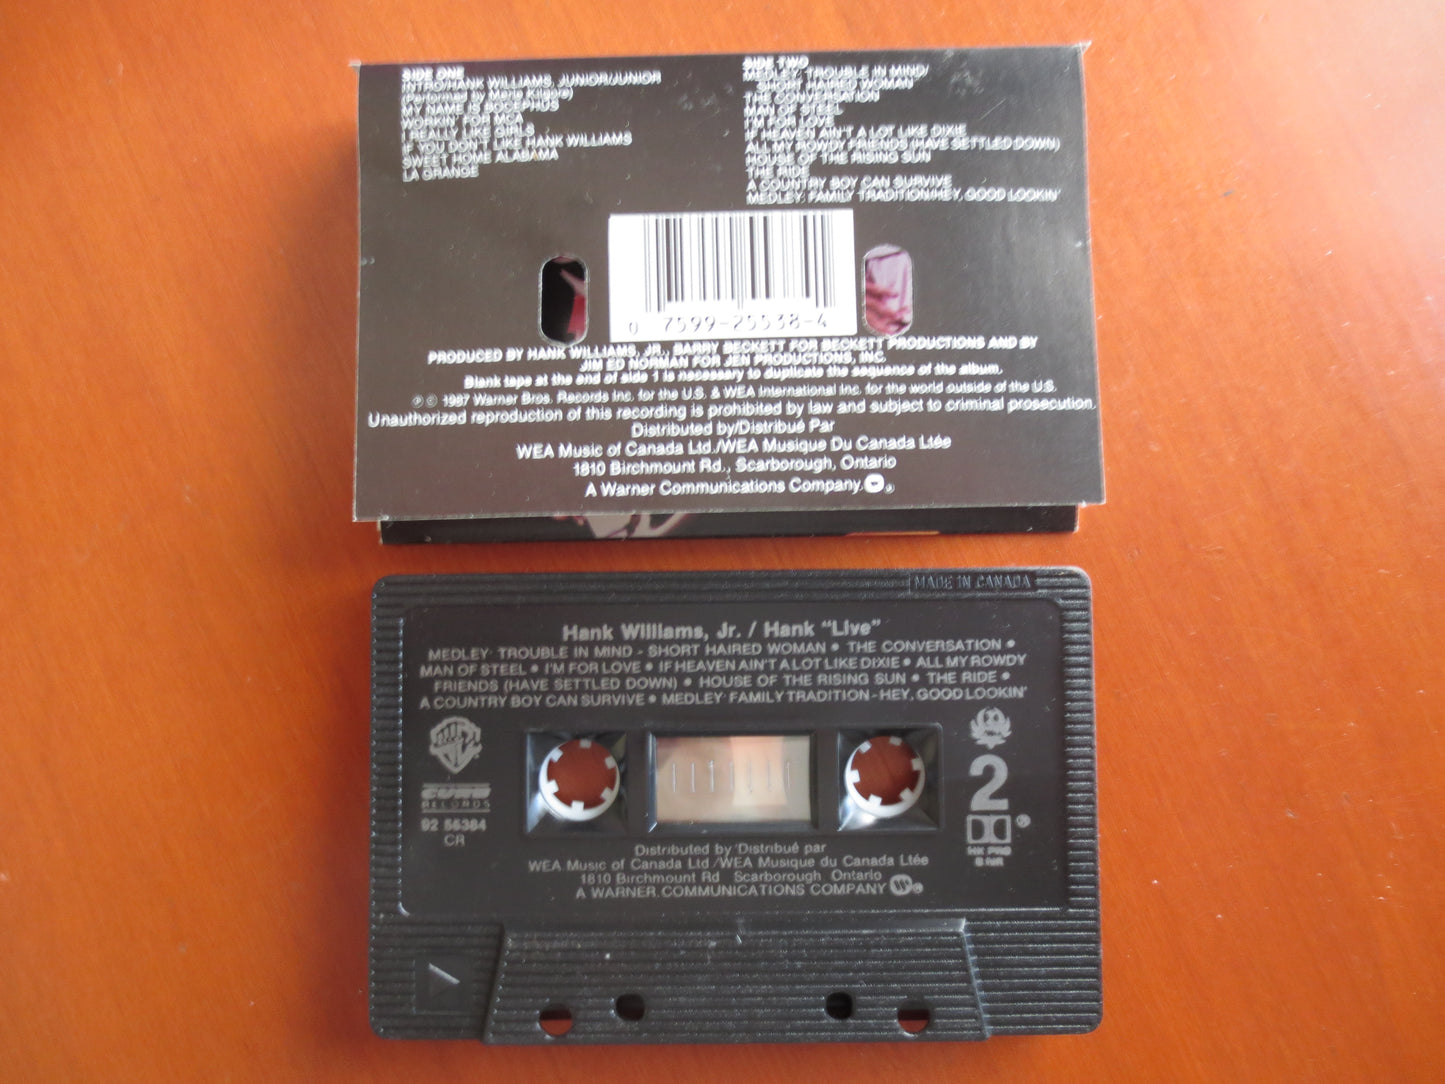 SIDE ONE
INTRO/HANK WILLIAMS, JUNIOR/JUNIOR
(Performed by Merle Kilgore)
MY NAME IS BOCEPHUS
WORKIN' FOR MCA
I REALLY LIKE GIRLS
IF YOU DON'T LIKE HANK WILLIAMS
SWEET HOME ALABAMA
LA GRANGE
SIDE TWO
MEDLEY: TROUBLE IN MIND/
SHORT HAIRED WOMAN
THE CONVERSATION
MAN OF STEEL
I'M FOR LOVE
IF HEAVEN AIN'T A LOT LIKE DIXIE
ALL MY ROWDY FRIENDS (HAVE SETTLED DOWN)
HOUSE OF THE RISING SUN
THE RIDE
A COUNTRY BOY CAN SURVIVE
MEDLEY: FAMILY TRADITION/HEY, GOOD LOOKIN'
0 7599-25538-4
PRODUCED BY HANK WILLIAMS, JR., BARRY BECKETT FOR BECKETT PRODUCTIONS AND BY
JIM ED NORMAN FOR JEN PRODUCTIONS, INC.
Blank tape at the end of side 1 is necessary to duplicate the sequence of the album.
℗ © 1987 Warner Bros. Records Inc. for the U.S. & WEA International Inc. for the world outside of the U.S.
Unauthorized reproduction of this recording is prohibited by law and subject to criminal prosecution.
Distributed by/Distribué Par
WEA Music of Canada Ltd./WEA Musique Du Canada Ltée
1810 Birchmount Rd., Scarborough, Ontario
A Warner Communications Company.
MADE IN CANADA
Hank Williams, Jr. / Hank "Live"
MEDLEY: TROUBLE IN MIND - SHORT HAIRED WOMAN • THE CONVERSATION •
MAN OF STEEL • I'M FOR LOVE • IF HEAVEN AIN'T A LOT LIKE DIXIE • ALL MY ROWDY
FRIENDS (HAVE SETTLED DOWN) • HOUSE OF THE RISING SUN • THE RIDE •
A COUNTRY BOY CAN SURVIVE • MEDLEY: FAMILY TRADITION - HEY, GOOD LOOKIN'
CURB
RECORDS
92 55384
CR
2
HX PRO
B NR
Distributed by/Distribué par
WEA Music of Canada Ltd./WEA Musique du Canada Ltée
1810 Birchmount Rd Scarborough, Ontario
A WARNER COMMUNICATIONS COMPANY